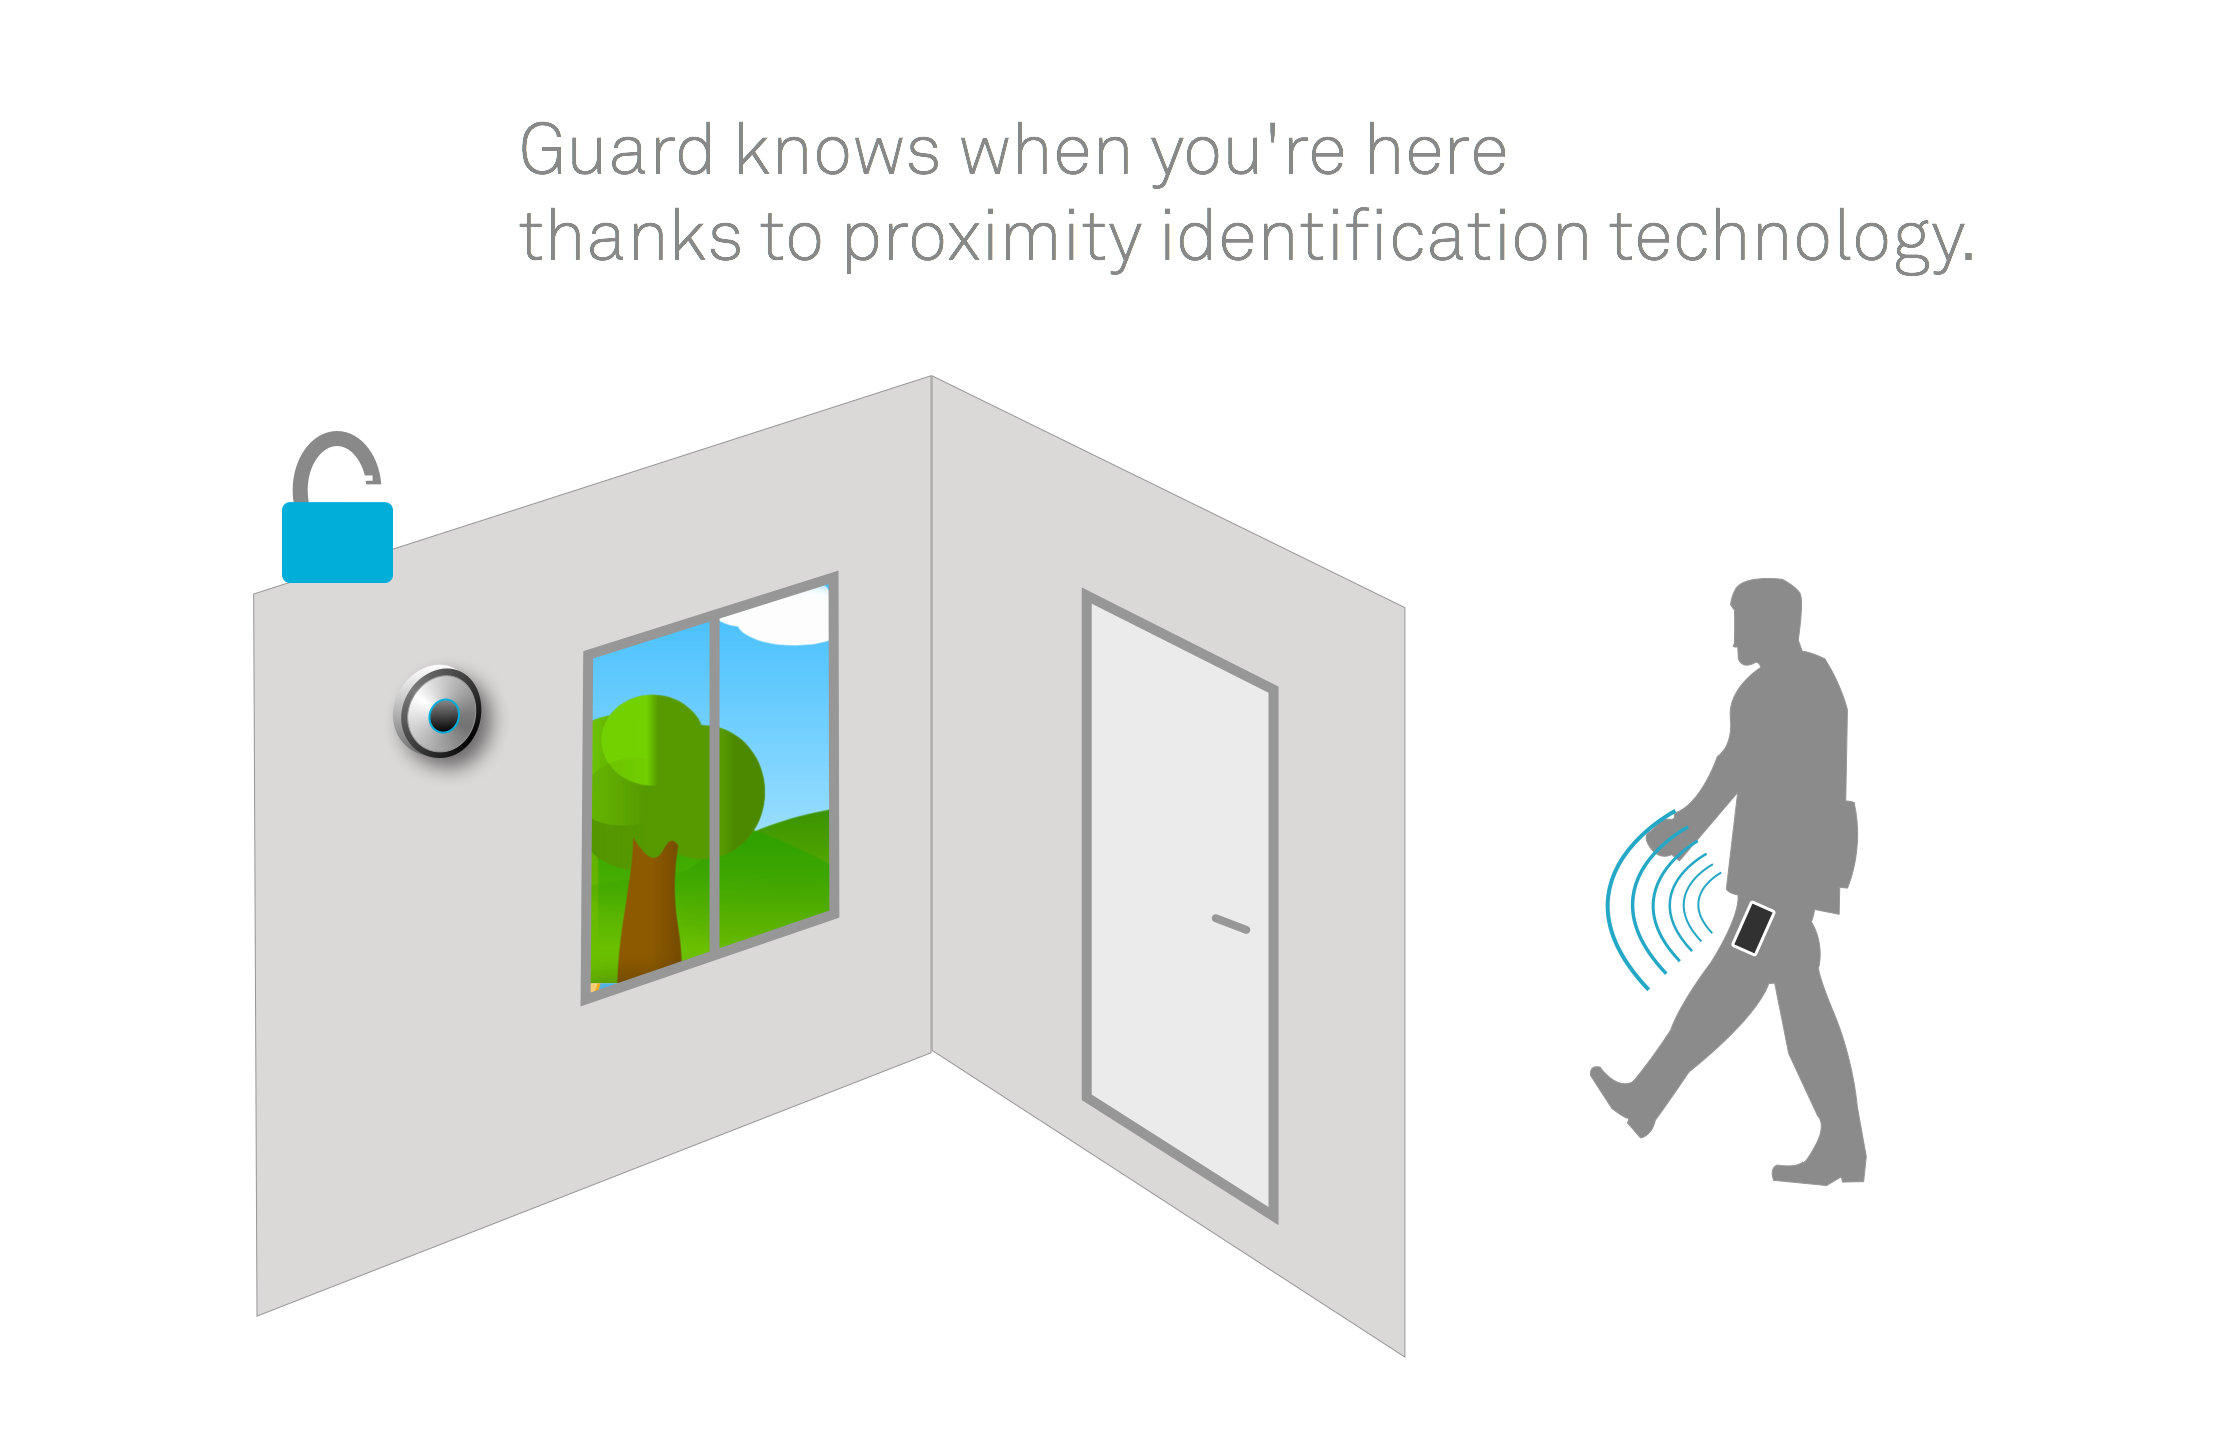 Guard knows when you're here
thanks to proximity identification technology.